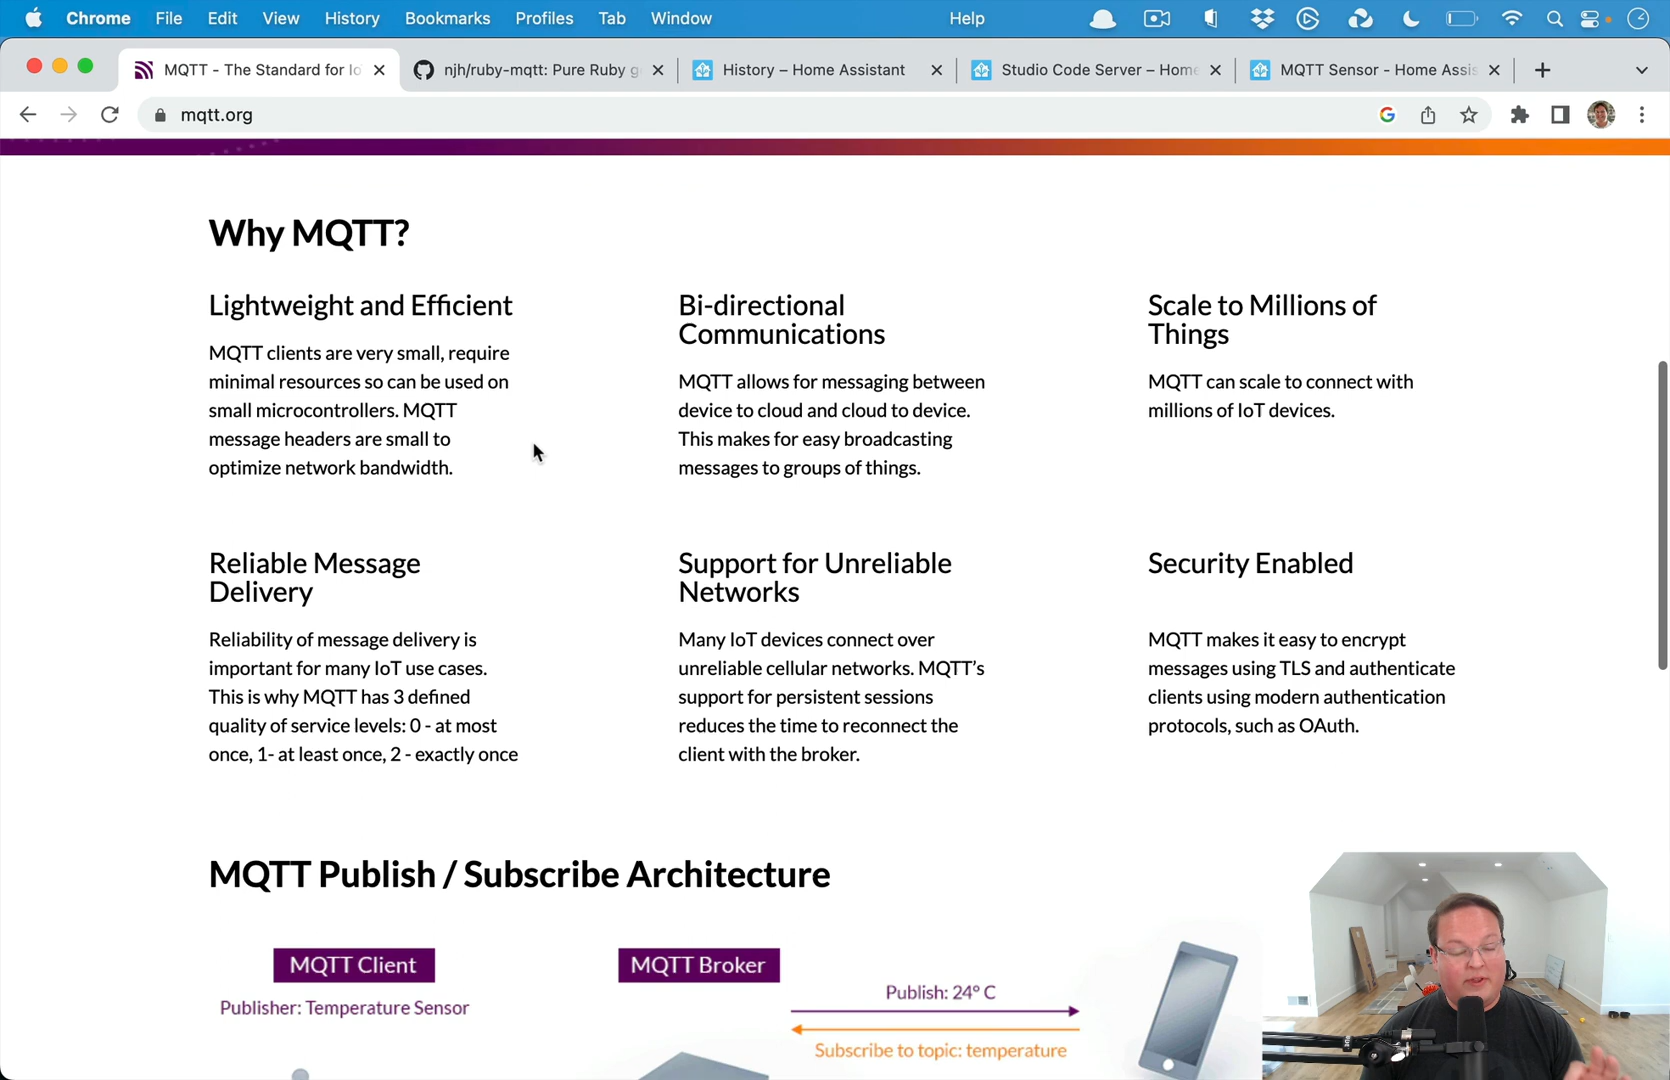 Chrome File Edit View History Bookmarks Profiles Tab Window Help
MQTT - The Standard for Io
njh/ruby-mqtt: Pure Ruby g
History – Home Assistant
Studio Code Server – Home
MQTT Sensor - Home Assis
mqtt.org
Why MQTT?
Lightweight and Efficient
MQTT clients are very small, require
minimal resources so can be used on
small microcontrollers. MQTT
message headers are small to
optimize network bandwidth.
Bi-directional
Communications
MQTT allows for messaging between
device to cloud and cloud to device.
This makes for easy broadcasting
messages to groups of things.
Scale to Millions of
Things
MQTT can scale to connect with
millions of IoT devices.
Reliable Message
Delivery
Reliability of message delivery is
important for many IoT use cases.
This is why MQTT has 3 defined
quality of service levels: 0 - at most
once, 1- at least once, 2 - exactly once
Support for Unreliable
Networks
Many IoT devices connect over
unreliable cellular networks. MQTT’s
support for persistent sessions
reduces the time to reconnect the
client with the broker.
Security Enabled
MQTT makes it easy to encrypt
messages using TLS and authenticate
clients using modern authentication
protocols, such as OAuth.
MQTT Publish / Subscribe Architecture
MQTT Client
Publisher: Temperature Sensor
MQTT Broker
Publish: 24° C
Subscribe to topic: temperature